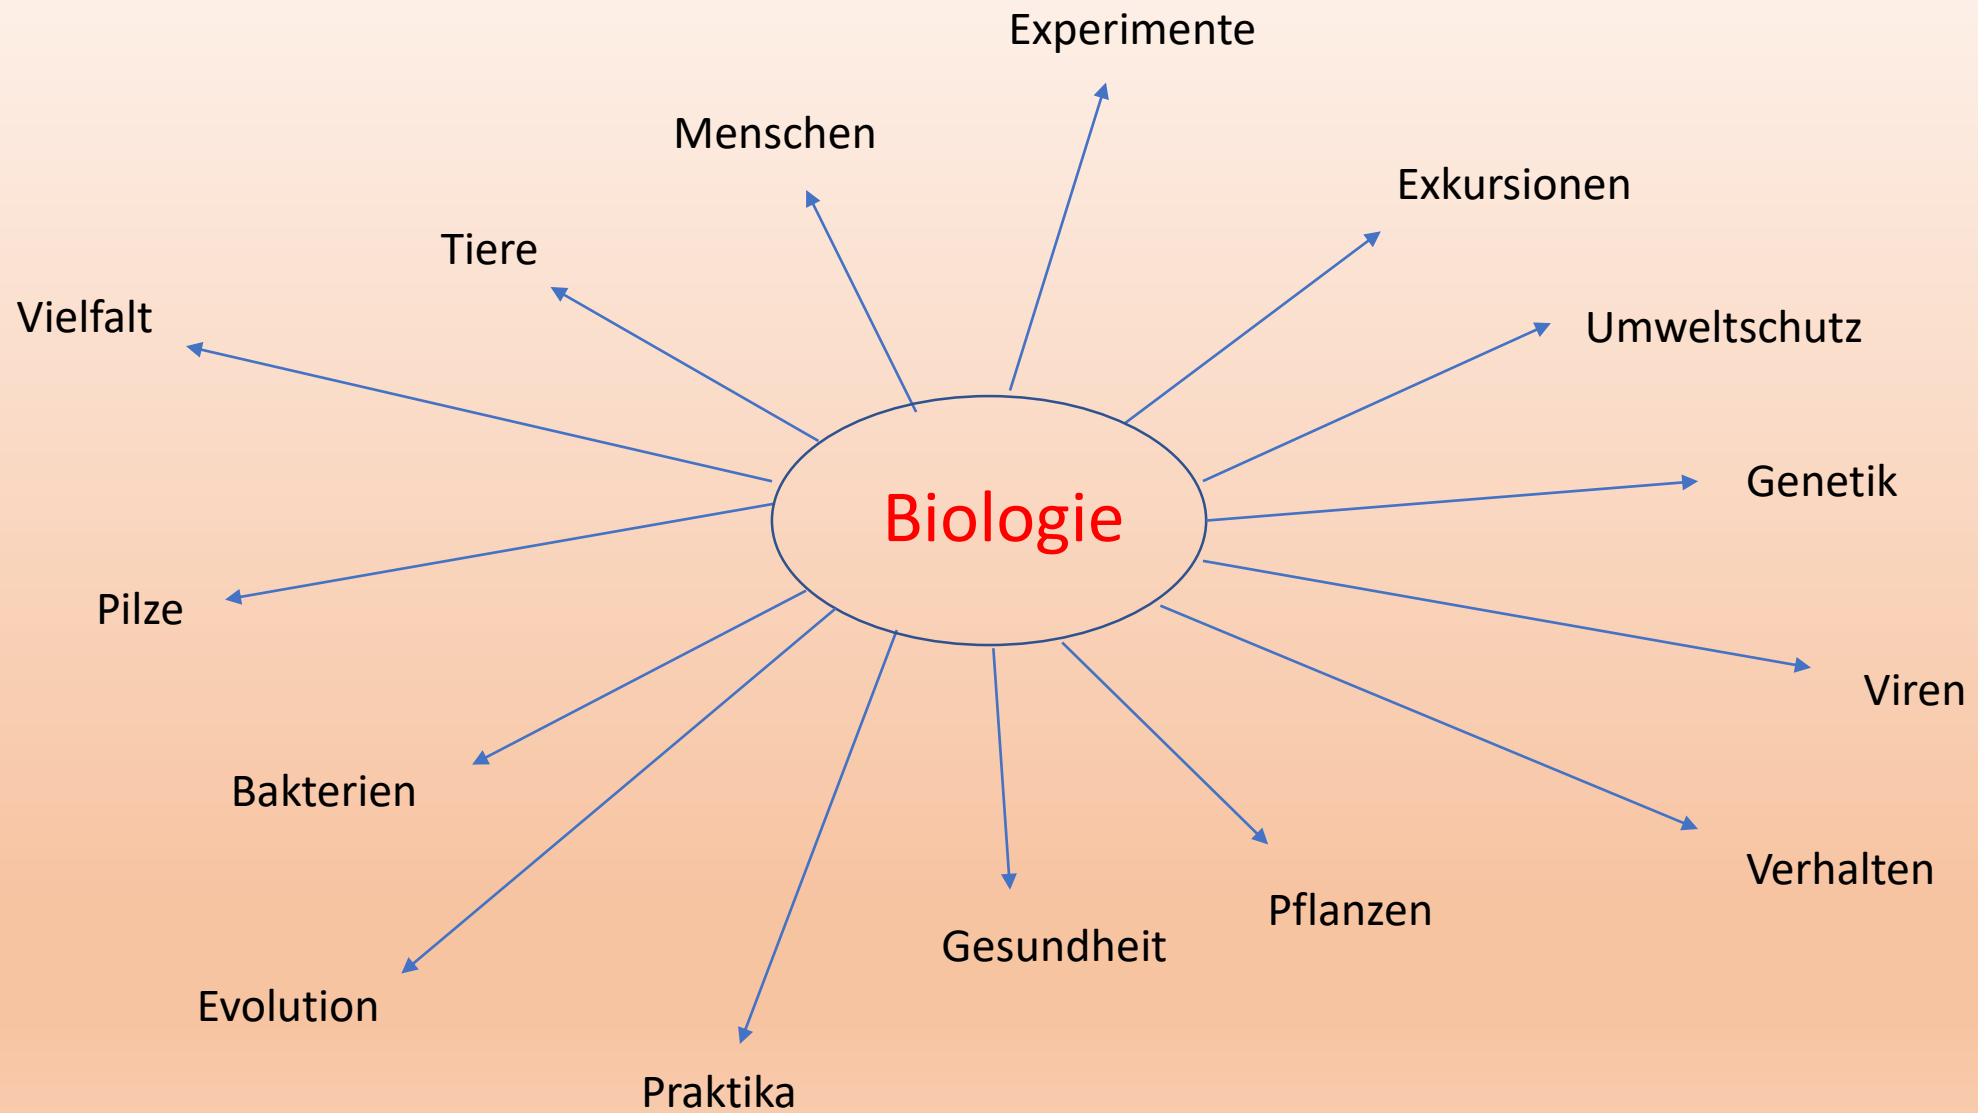 Experimente
Menschen
Exkursionen
Tiere
Vielfalt
Umweltschutz
Genetik
Biologie
Pilze
Viren
Bakterien
Verhalten
Pflanzen
Gesundheit
Evolution
Praktika